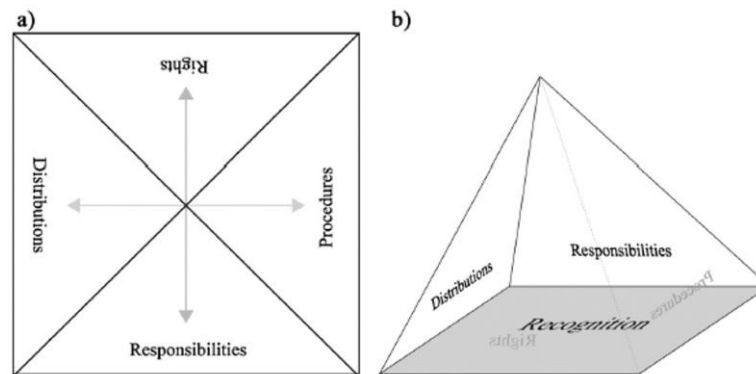 a)
b)
Rights
Distributions
Procedures
Responsibilities
Distributions
Responsibilities
Procedures
Recognition
Rights